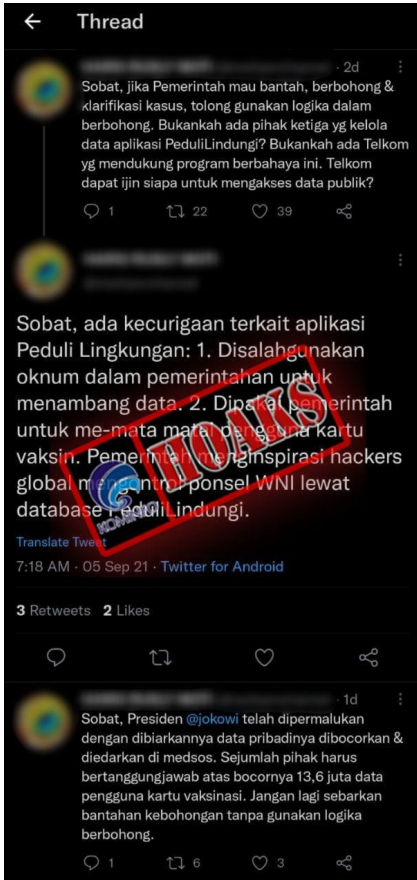 Thread
· 2d
Sobat, jika Pemerintah mau bantah, berbohong &
klarifikasi kasus, tolong gunakan logika dalam
berbohong. Bukankah ada pihak ketiga yg kelola
data aplikasi PeduliLindungi? Bukankah ada Telkom
yg mendukung program berbahaya ini. Telkom
dapat ijin siapa untuk mengakses data publik?
1 22 39
Sobat, ada kecurigaan terkait aplikasi
Peduli Lingkungan: 1. Disalahgunakan
oknum dalam pemerintahan untuk
menambang data. 2. Dipakai pemerintah
untuk me-mata matai pengguna kartu
vaksin. Pemerintah menginspirasi hackers
global mengontrol ponsel WNI lewat
database PeduliLindungi.
HOAKS
KOMINFO
Translate Tweet
7:18 AM · 05 Sep 21 · Twitter for Android
3 Retweets 2 Likes
· 1d
Sobat, Presiden @jokowi telah dipermalukan
dengan dibiarkannya data pribadinya dibocorkan &
diedarkan di medsos. Sejumlah pihak harus
bertanggungjawab atas bocornya 13,6 juta data
pengguna kartu vaksinasi. Jangan lagi sebarkan
bantahan kebohongan tanpa gunakan logika
berbohong.
1 6 3